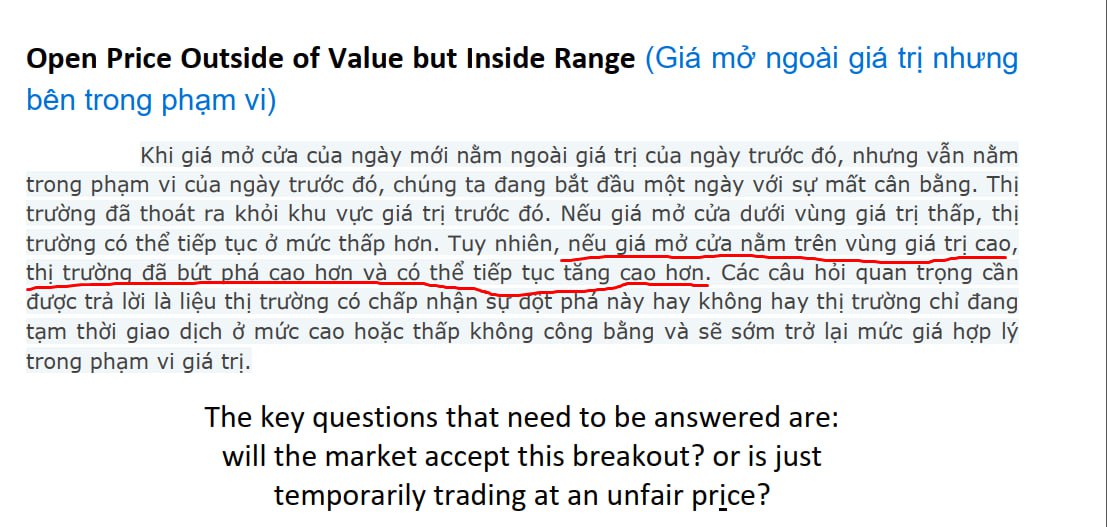 Open Price Outside of Value but Inside Range (Giá mở ngoài giá trị nhưng
bên trong phạm vi)
Khi giá mở cửa của ngày mới nằm ngoài giá trị của ngày trước đó, nhưng vẫn nằm
trong phạm vi của ngày trước đó, chúng ta đang bắt đầu một ngày với sự mất cân bằng. Thị
trường đã thoát ra khỏi khu vực giá trị trước đó. Nếu giá mở cửa dưới vùng giá trị thấp, thị
trường có thể tiếp tục ở mức thấp hơn. Tuy nhiên, nếu giá mở cửa nằm trên vùng giá trị cao,
thị trường đã bứt phá cao hơn và có thể tiếp tục tăng cao hơn. Các câu hỏi quan trọng cần
được trả lời là liệu thị trường có chấp nhận sự đột phá này hay không hay thị trường chỉ đang
tạm thời giao dịch ở mức cao hoặc thấp không công bằng và sẽ sớm trở lại mức giá hợp lý
trong phạm vi giá trị.
The key questions that need to be answered are:
will the market accept this breakout? or is just
temporarily trading at an unfair price?